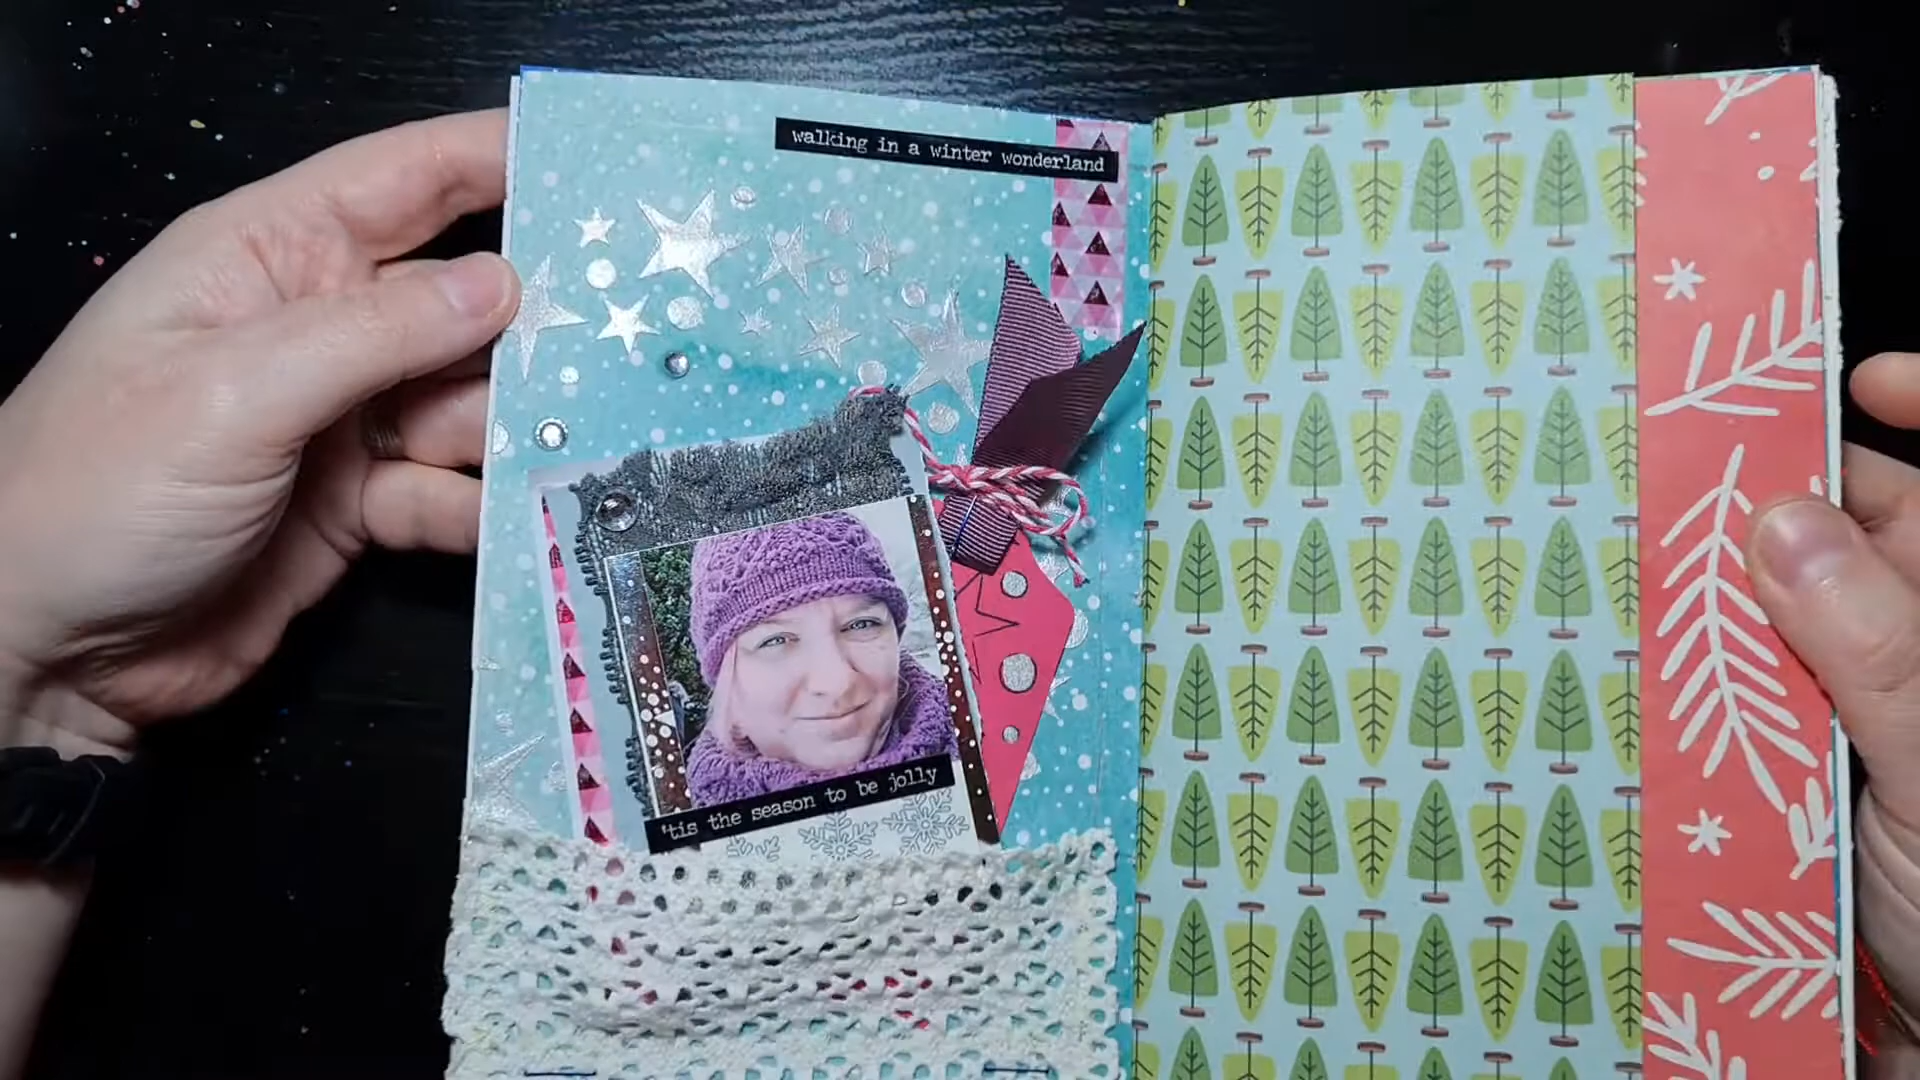 walking in a winter wonderland
'tis the season to be jolly